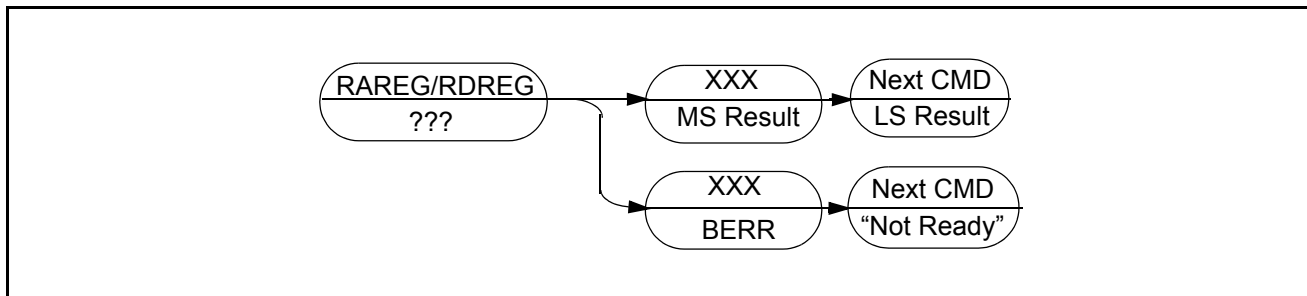 RAREG/RDREG
???
XXX
MS Result
Next CMD
LS Result
XXX
BERR
Next CMD
“Not Ready”